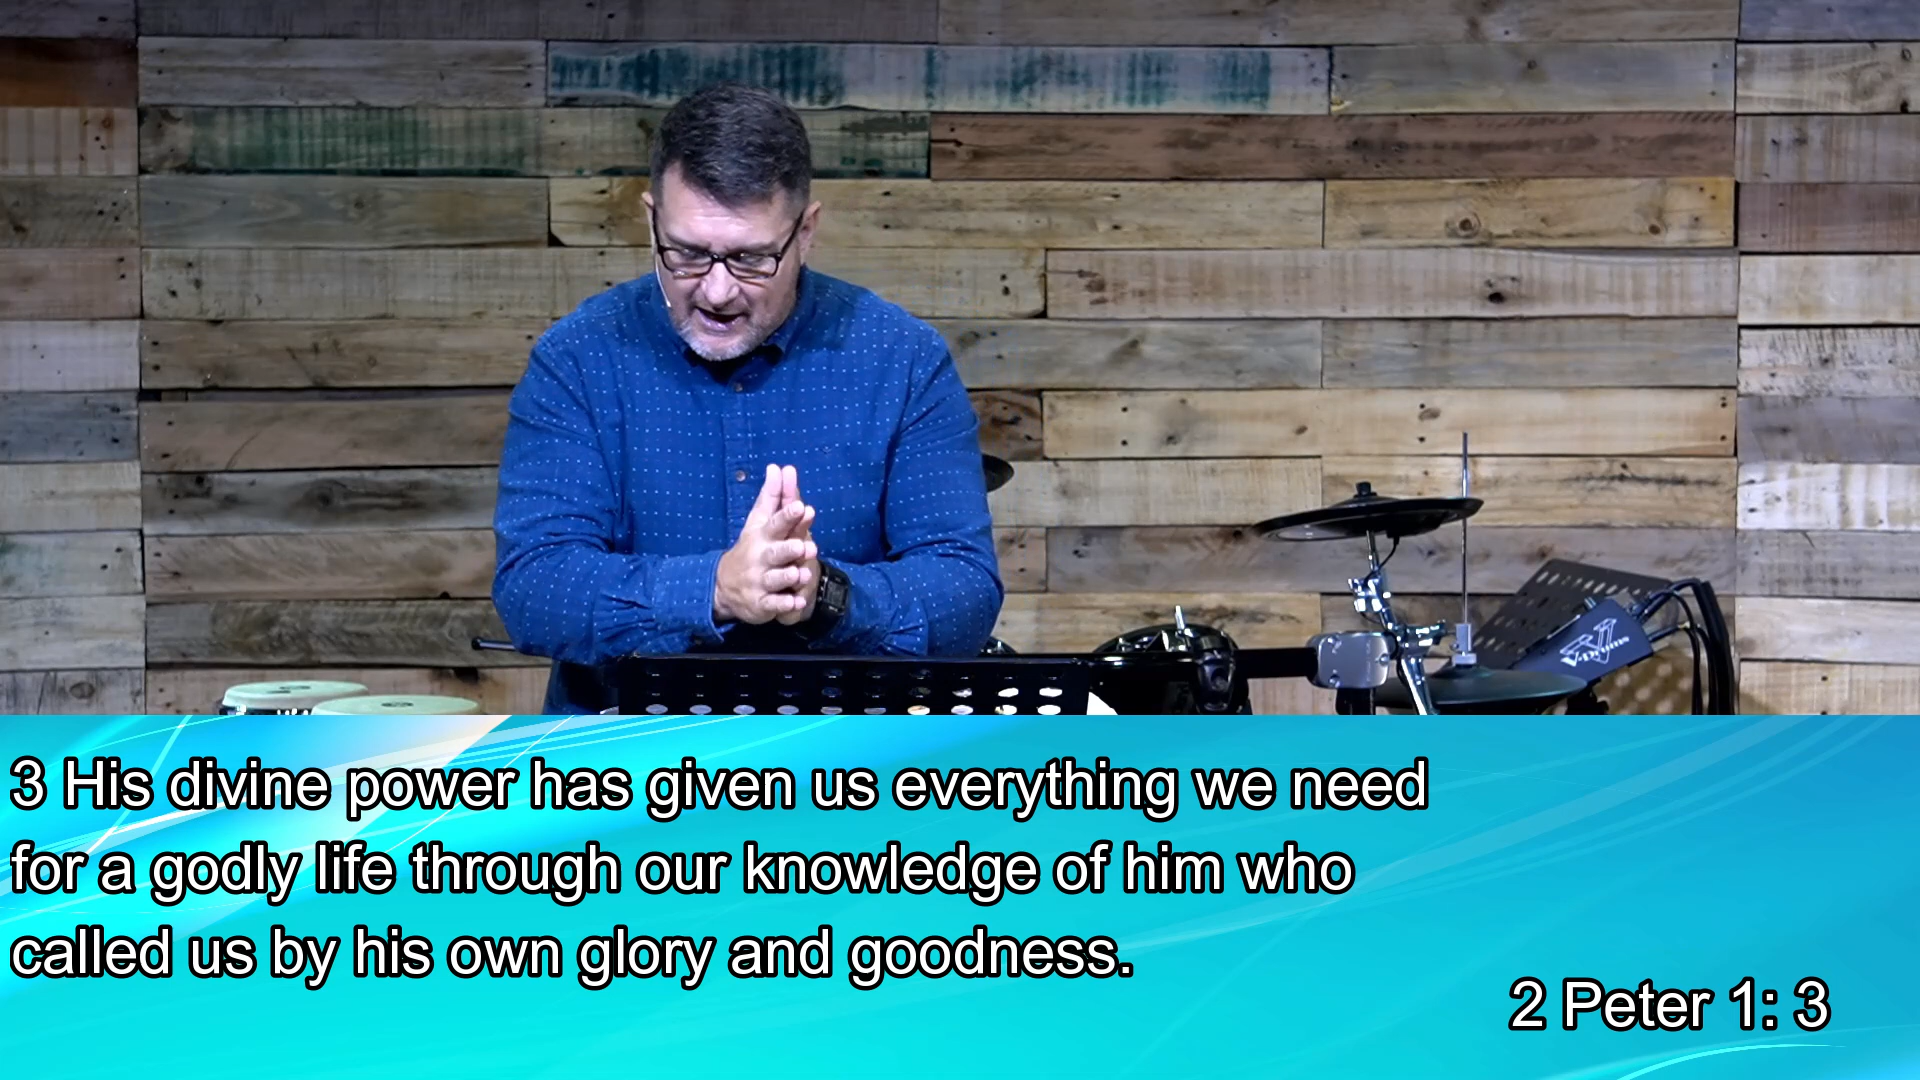 V-Drums
3 His divine power has given us everything we need
for a godly life through our knowledge of him who
called us by his own glory and goodness.
2 Peter 1: 3